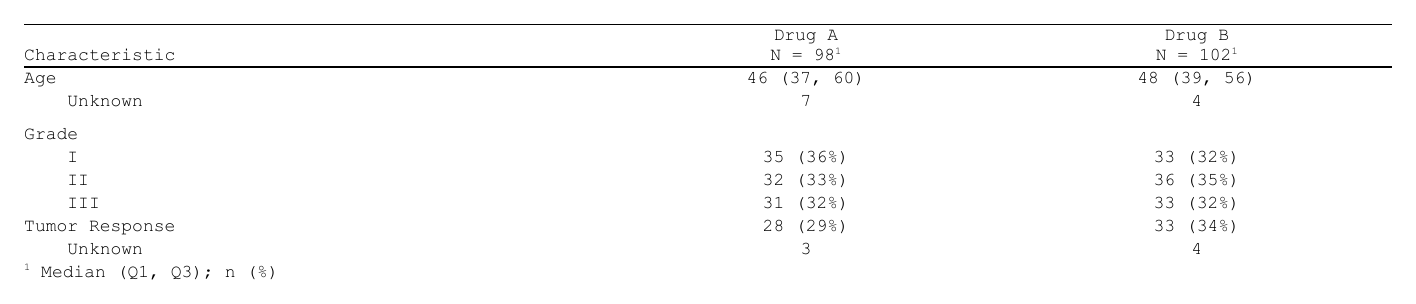 Drug A Drug B
Characteristic N = 98¹ N = 102¹
Age 46 (37, 60) 48 (39, 56)
Unknown 7 4
Grade
I 35 (36%) 33 (32%)
II 32 (33%) 36 (35%)
III 31 (32%) 33 (32%)
Tumor Response 28 (29%) 33 (34%)
Unknown 3 4
¹ Median (Q1, Q3); n (%)